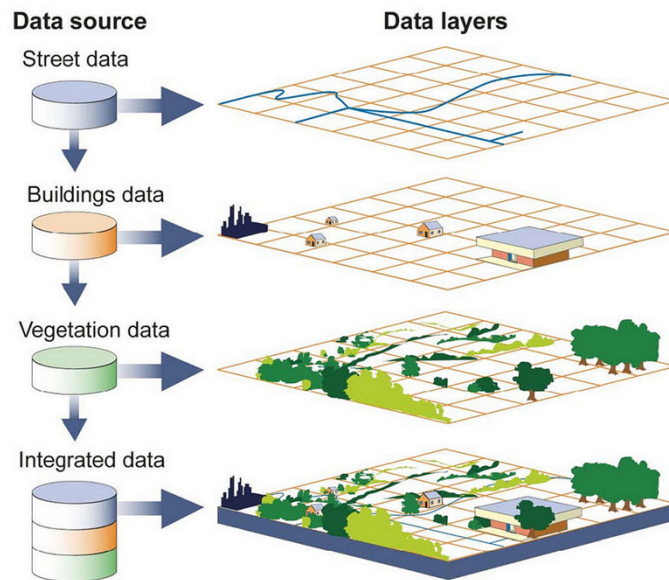 Data source
Data layers
Street data
Buildings data
Vegetation data
Integrated data